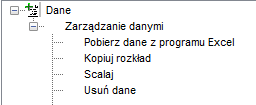 Dane
Zarządzanie danymi
Pobierz dane z programu Excel
Kopiuj rozkład
Scalaj
Usuń dane